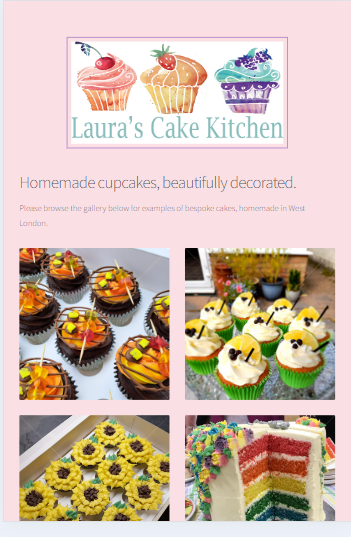 Laura's Cake Kitchen
Homemade cupcakes, beautifully decorated.
Please browse the gallery below for examples of bespoke cakes, homemade in West
London.